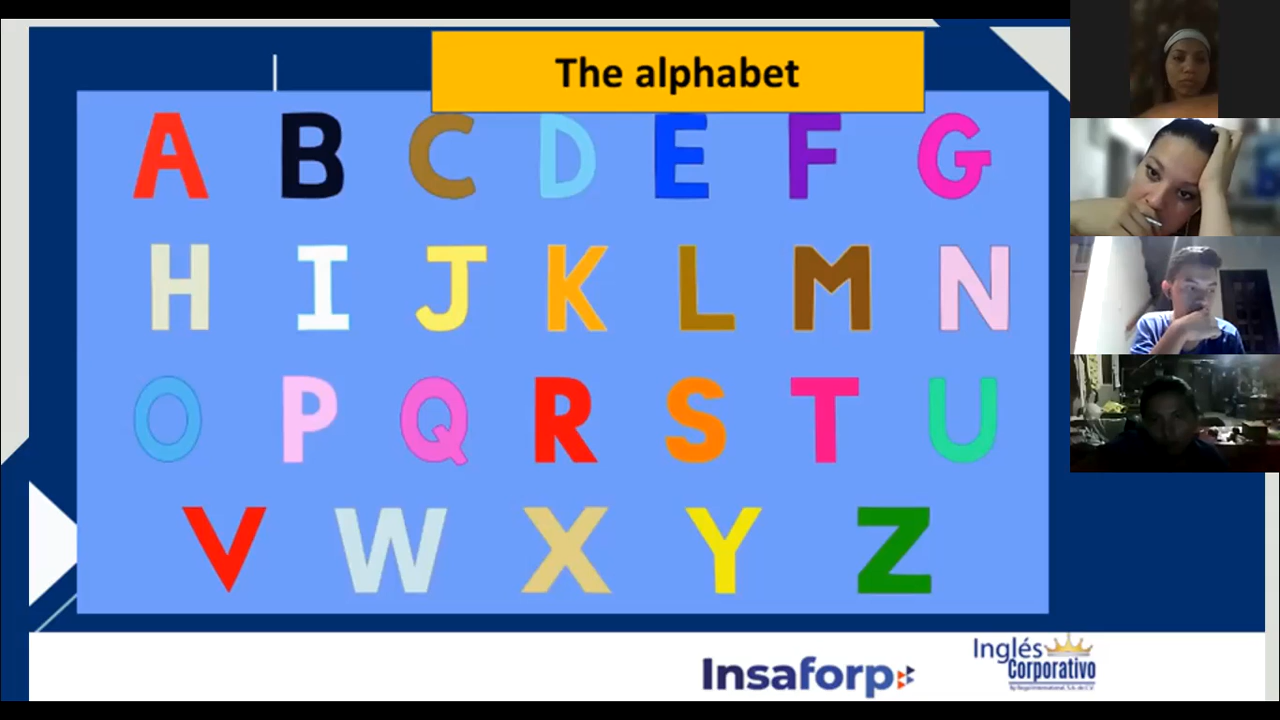 The alphabet
A B C D E F G
H I J K L M N
O P Q R S T U
V W X Y Z
Insaforp
Inglés
Corporativo